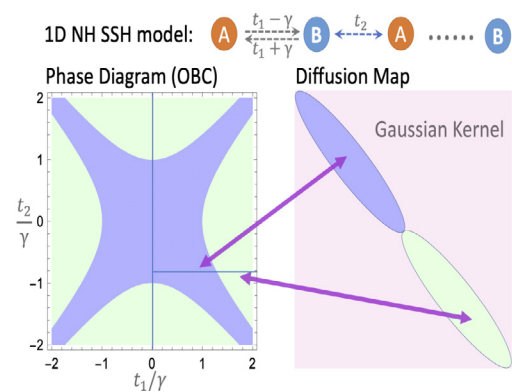 1D NH SSH model: A t₁ − γ t₁ + γ B t₂ A ...... B
Phase Diagram (OBC) Diffusion Map
Gaussian Kernel
t₂/γ
2
1
0
−1
−2
−2 −1 0 1 2
t₁/γ